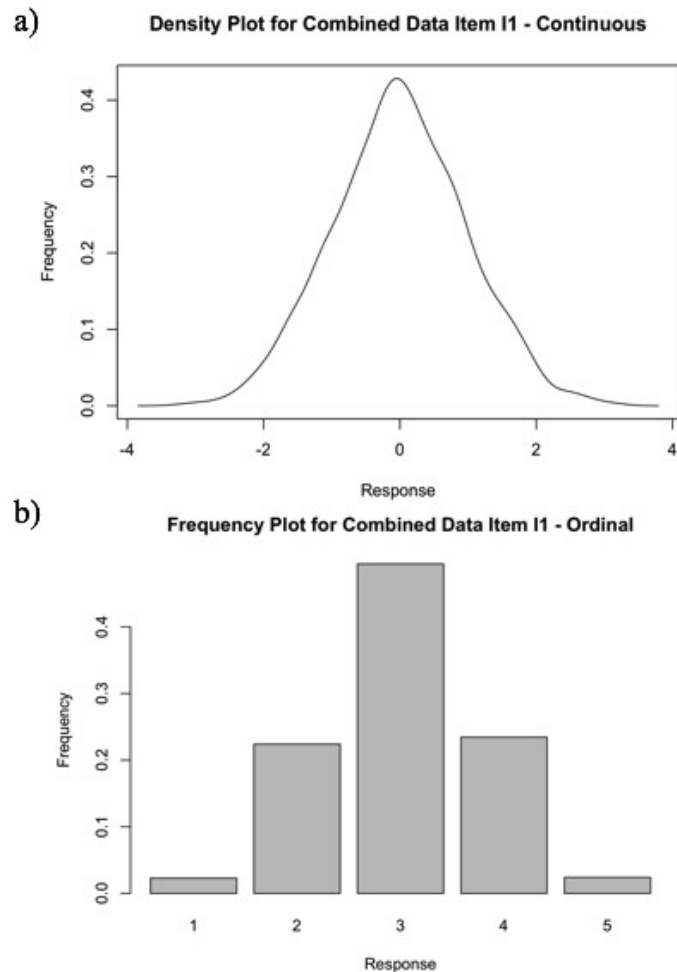 a)
Density Plot for Combined Data Item I1 - Continuous
Frequency
0.4
0.3
0.2
0.1
0.0
-4 -2 0 2 4
Response
b)
Frequency Plot for Combined Data Item I1 - Ordinal
Frequency
0.4
0.3
0.2
0.1
0.0
1 2 3 4 5
Response